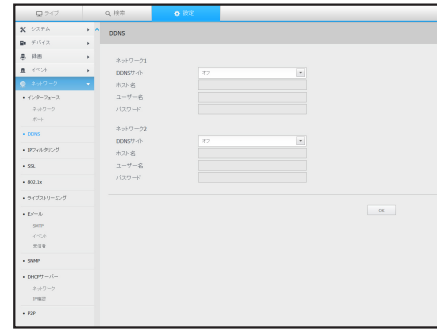 ライブ
検索
設定
システム
デバイス
録画
イベント
ネットワーク
• インターフェース
ネットワーク
ポート
• DDNS
• IPフィルタリング
• SSL
• 802.1x
• ライブストリーミング
• Eメール
SMTP
イベント
受信者
• SNMP
• DHCPサーバー
ネットワーク
IP確認
• P2P
DDNS
ネットワーク1
DDNSサイト オフ
ホスト名
ユーザー名
パスワード
ネットワーク2
DDNSサイト オフ
ホスト名
ユーザー名
パスワード
OK